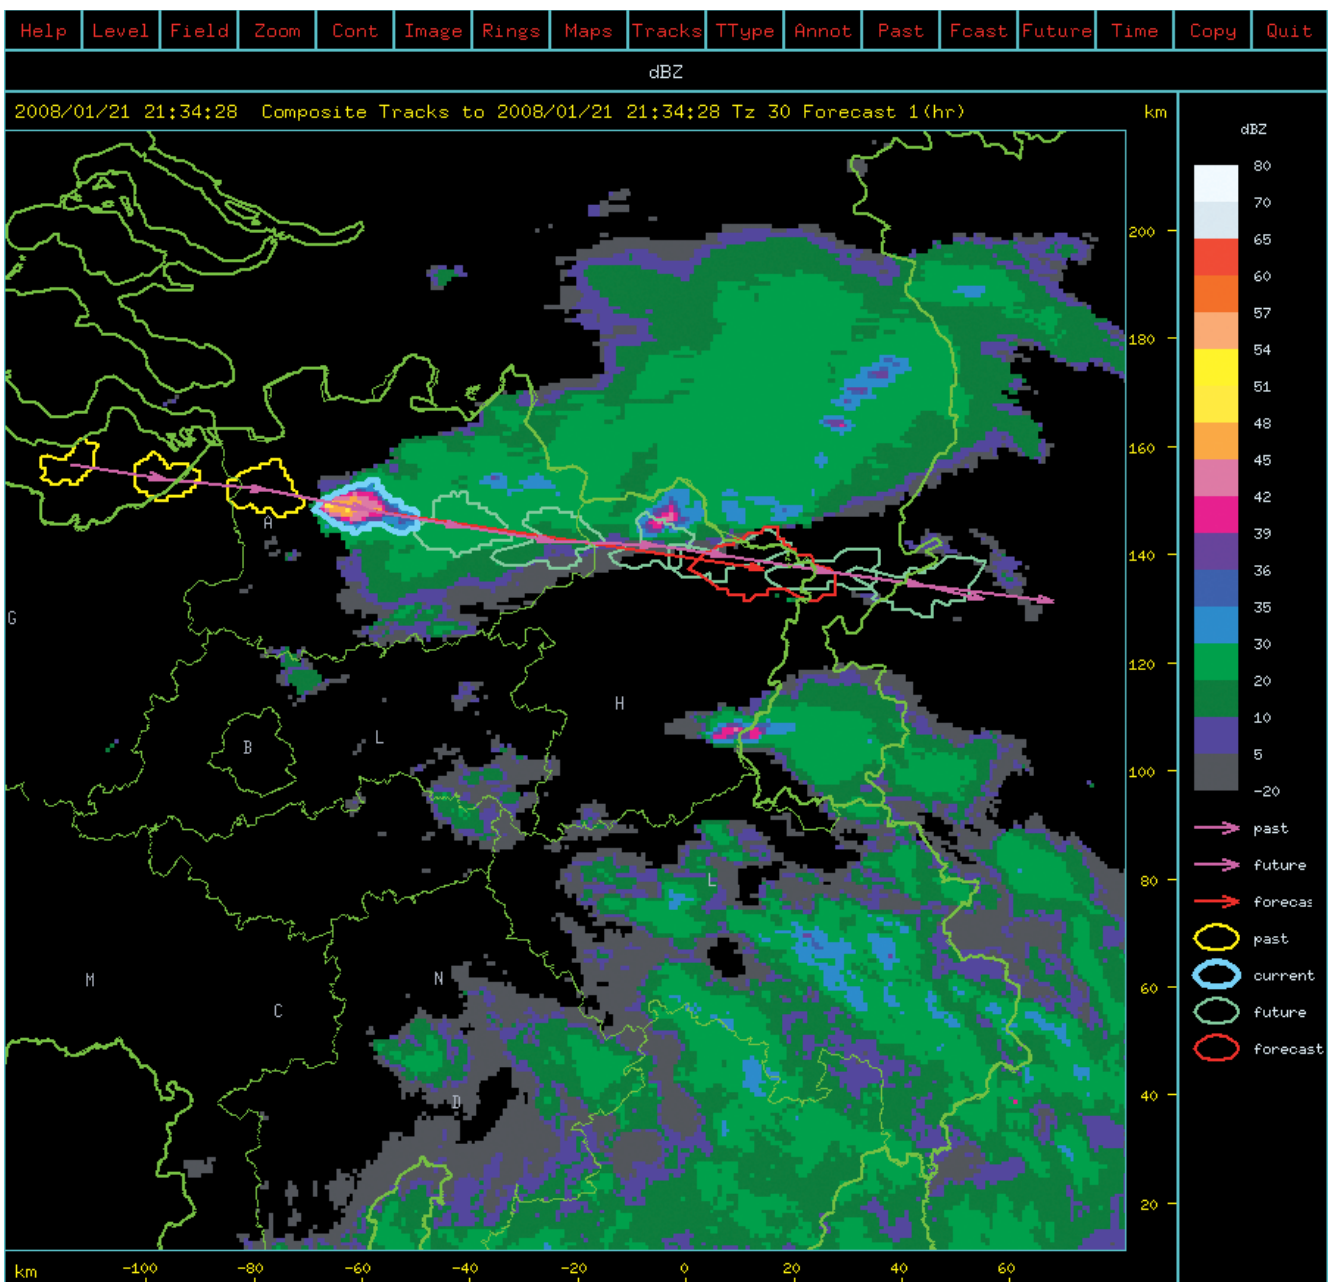 Help Level Field Zoom Cont Image Rings Maps Tracks TType Annot Past Fcast Future Time Copy Quit
dBZ
2008/01/21 21:34:28 Composite Tracks to 2008/01/21 21:34:28 Tz 30 Forecast 1(hr) km
dBZ
80
70
65
60
57
54
51
48
45
42
39
36
35
30
20
10
5
-20
past
future
forecas
past
current
future
forecast
200
180
160
140
120
100
80
60
40
20
A
G
H
B
L
L
M
N
C
D
km -100 -80 -60 -40 -20 0 20 40 60